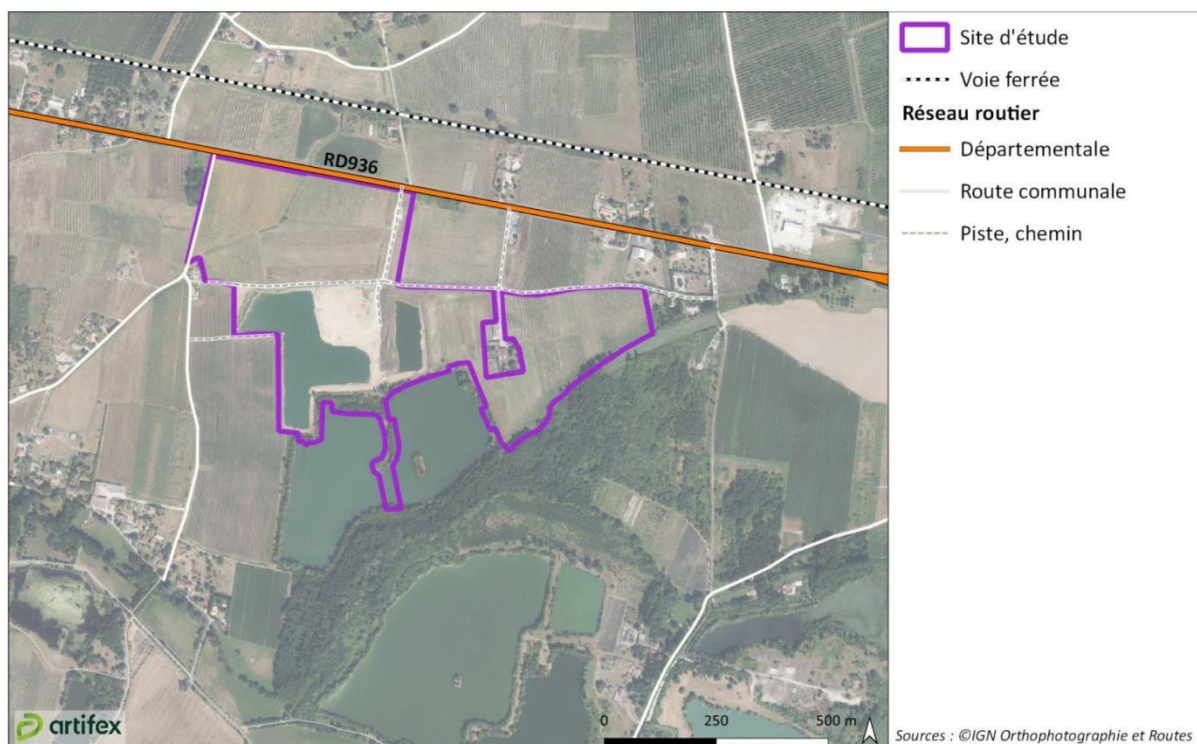 Site d'étude
Voie ferrée
Réseau routier
Départementale
Route communale
Piste, chemin
RD936
artifex
0 250 500 m
Sources : ©IGN Orthophotographie et Routes